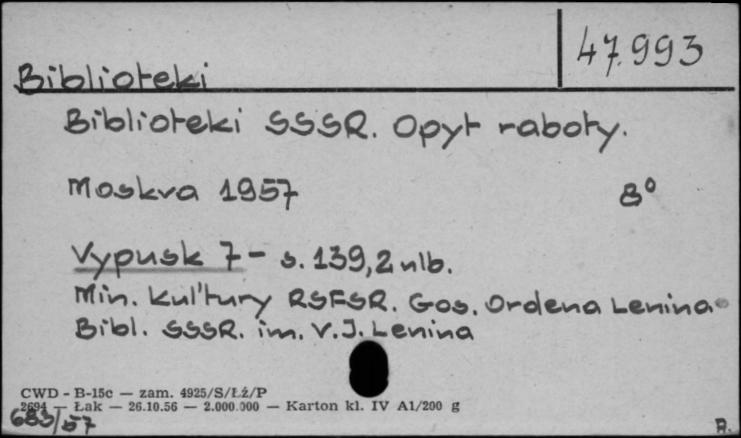 47.993
Biblioteki
Biblioteki SSSR. Opyt raboty.
Moskva 1957 8°
Vypusk 7 - s. 139, 2 nlb.
Min. kul'tury RSFSR. Gos. Ordena Lenina
Bibl. SSSR. im. V.J. Lenina
CWD - B-15c — zam. 4925/S/Łż/P
2694 — Łak — 26.10.56 — 2.000.000 — Karton kl. IV A1/200 g
683/57
A.